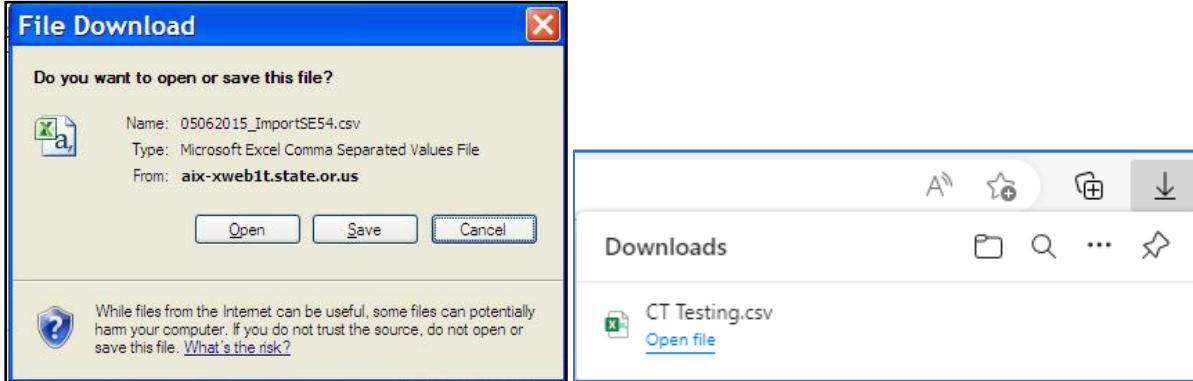 File Download
Do you want to open or save this file?
Name: 05062015_ImportSE54.csv
Type: Microsoft Excel Comma Separated Values File
From: aix-xweb1t.state.or.us
Open Save Cancel
While files from the Internet can be useful, some files can potentially
harm your computer. If you do not trust the source, do not open or
save this file. What's the risk?
Downloads
CT Testing.csv
Open file